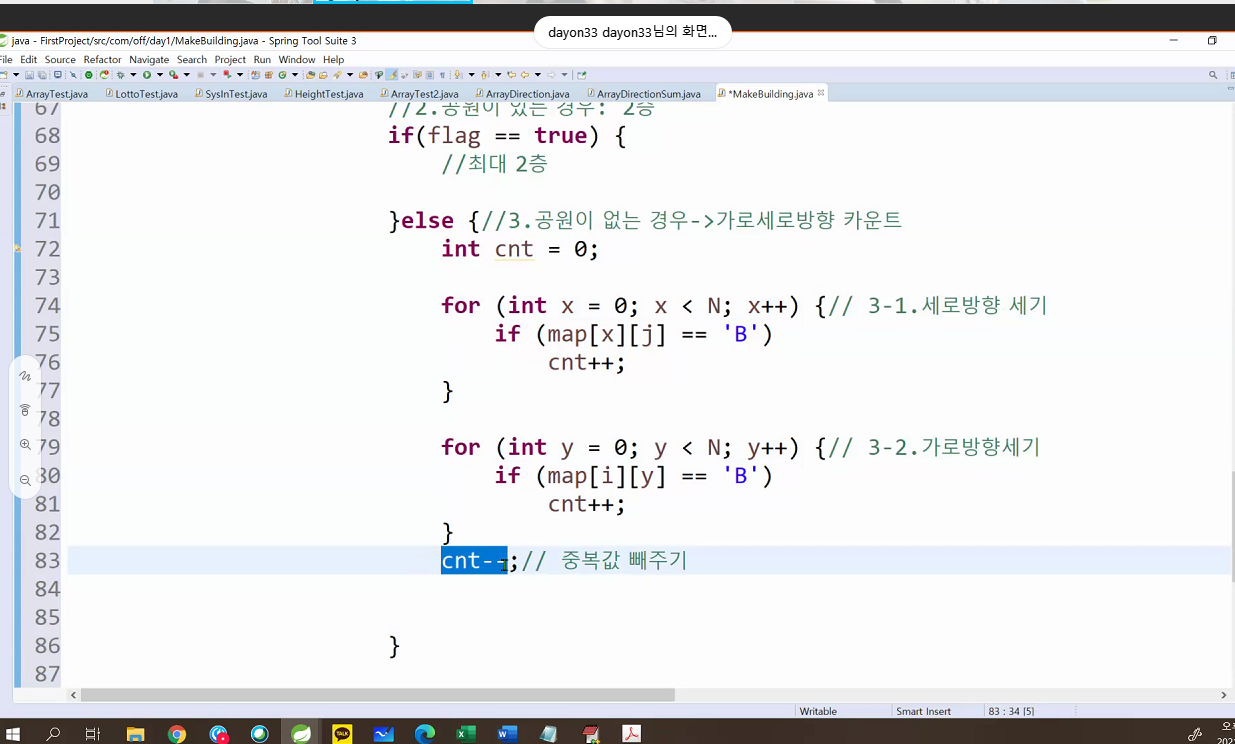 dayon33 dayon33님의 화면...
java - FirstProject/src/com/off/day1/MakeBuilding.java - Spring Tool Suite 3
File Edit Source Refactor Navigate Search Project Run Window Help
ArrayTest.java LottoTest.java SysInTest.java HeightTest.java ArrayTest2.java ArrayDirection.java ArrayDirectionSum.java *MakeBuilding.java
67 //2.공원이 있는 경우: 2층
68 if(flag == true) {
69 //최대 2층
70
71 }else {//3.공원이 없는 경우->가로세로방향 카운트
72 int cnt = 0;
73
74 for (int x = 0; x < N; x++) {// 3-1.세로방향 세기
75 if (map[x][j] == 'B')
76 cnt++;
77 }
78
79 for (int y = 0; y < N; y++) {// 3-2.가로방향세기
80 if (map[i][y] == 'B')
81 cnt++;
82 }
83 cnt--;// 중복값 빼주기
84
85
86 }
87
Writable Smart Insert 83 : 34 [5]
TALK